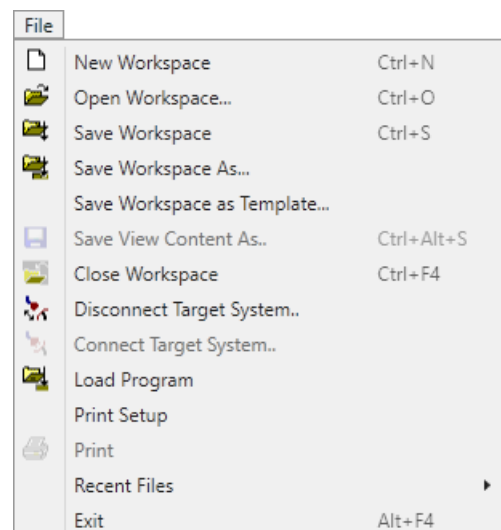 File
New Workspace Ctrl+N
Open Workspace... Ctrl+O
Save Workspace Ctrl+S
Save Workspace As...
Save Workspace as Template...
Save View Content As.. Ctrl+Alt+S
Close Workspace Ctrl+F4
Disconnect Target System..
Connect Target System..
Load Program
Print Setup
Print
Recent Files
Exit Alt+F4